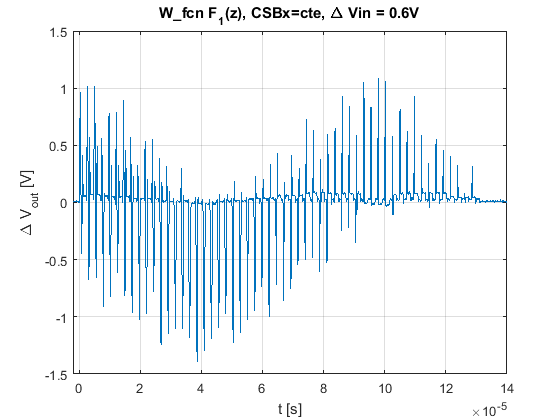 W_fcn F1(z), CSBx=cte, Δ Vin = 0.6V
1.5
1
0.5
0
-0.5
-1
-1.5
Δ Vout [V]
0 2 4 6 8 10 12 14
t [s]
×10-5